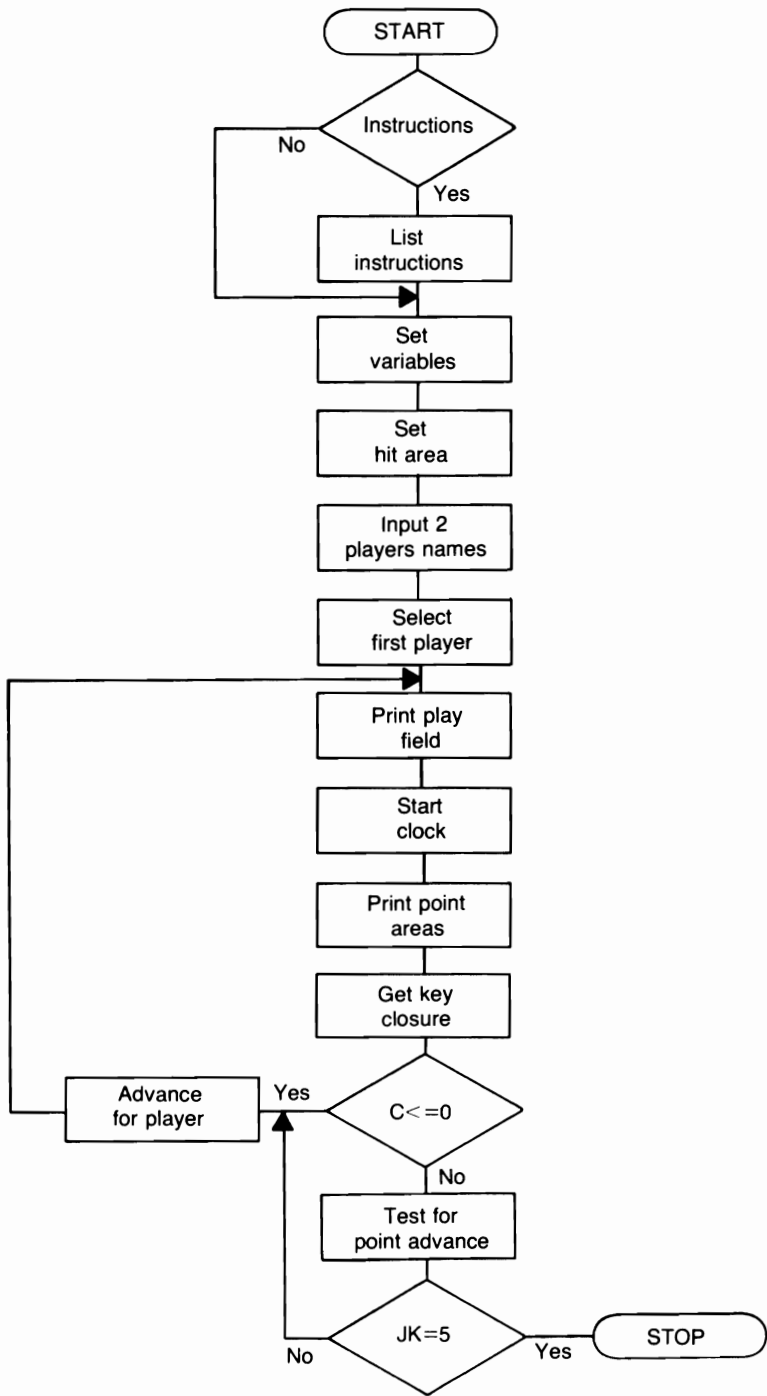 START
Instructions
No
Yes
List
instructions
Set
variables
Set
hit area
Input 2
players names
Select
first player
Print play
field
Start
clock
Print point
areas
Get key
closure
Advance
for player
Yes
C<=0
No
Test for
point advance
JK=5
No
Yes
STOP